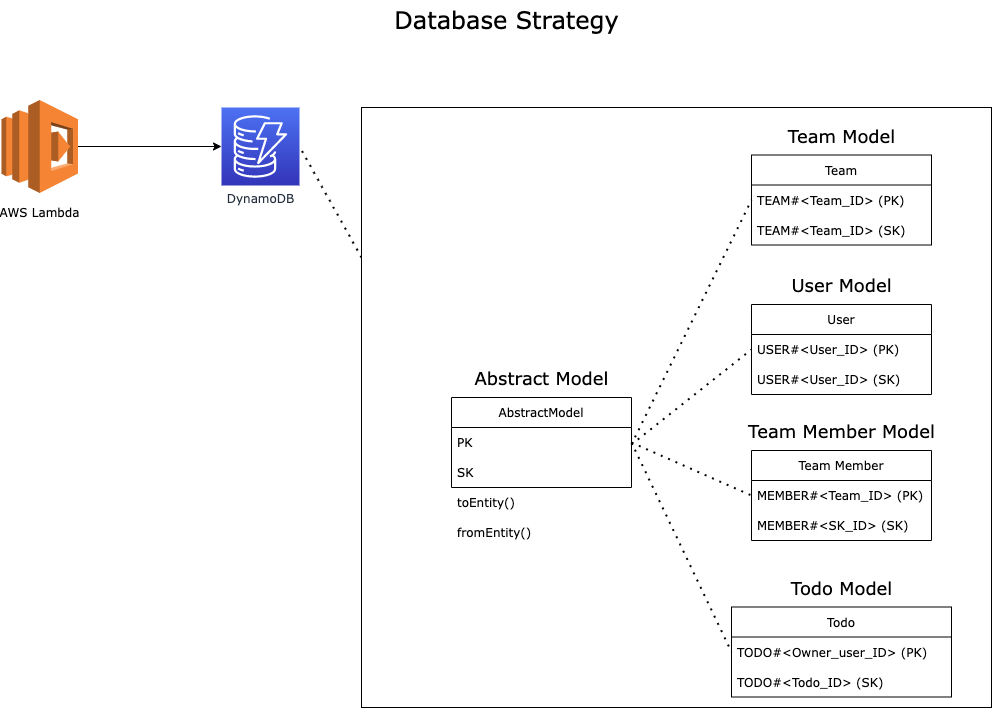 Database Strategy
AWS Lambda
DynamoDB
Abstract Model
AbstractModel
PK
SK
toEntity()
fromEntity()
Team Model
Team
TEAM#<Team_ID> (PK)
TEAM#<Team_ID> (SK)
User Model
User
USER#<User_ID> (PK)
USER#<User_ID> (SK)
Team Member Model
Team Member
MEMBER#<Team_ID> (PK)
MEMBER#<SK_ID> (SK)
Todo Model
Todo
TODO#<Owner_user_ID> (PK)
TODO#<Todo_ID> (SK)